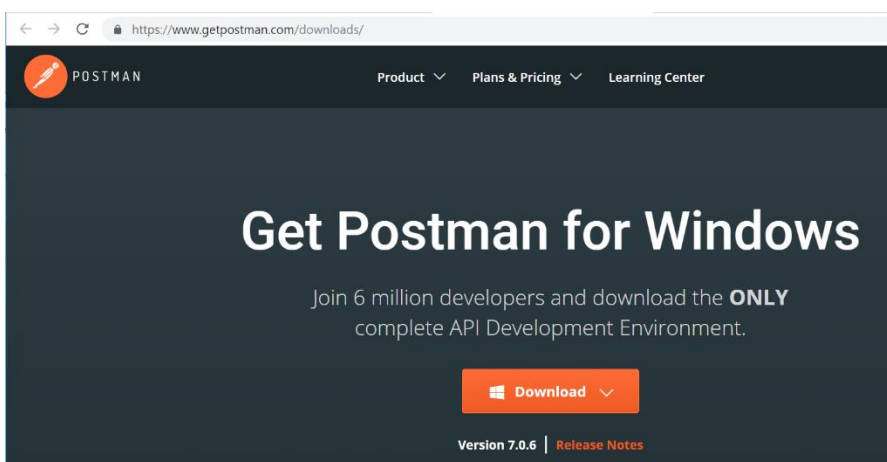 https://www.getpostman.com/downloads/
POSTMAN
Product
Plans & Pricing
Learning Center
Get Postman for Windows
Join 6 million developers and download the ONLY
complete API Development Environment.
Download
Version 7.0.6 | Release Notes